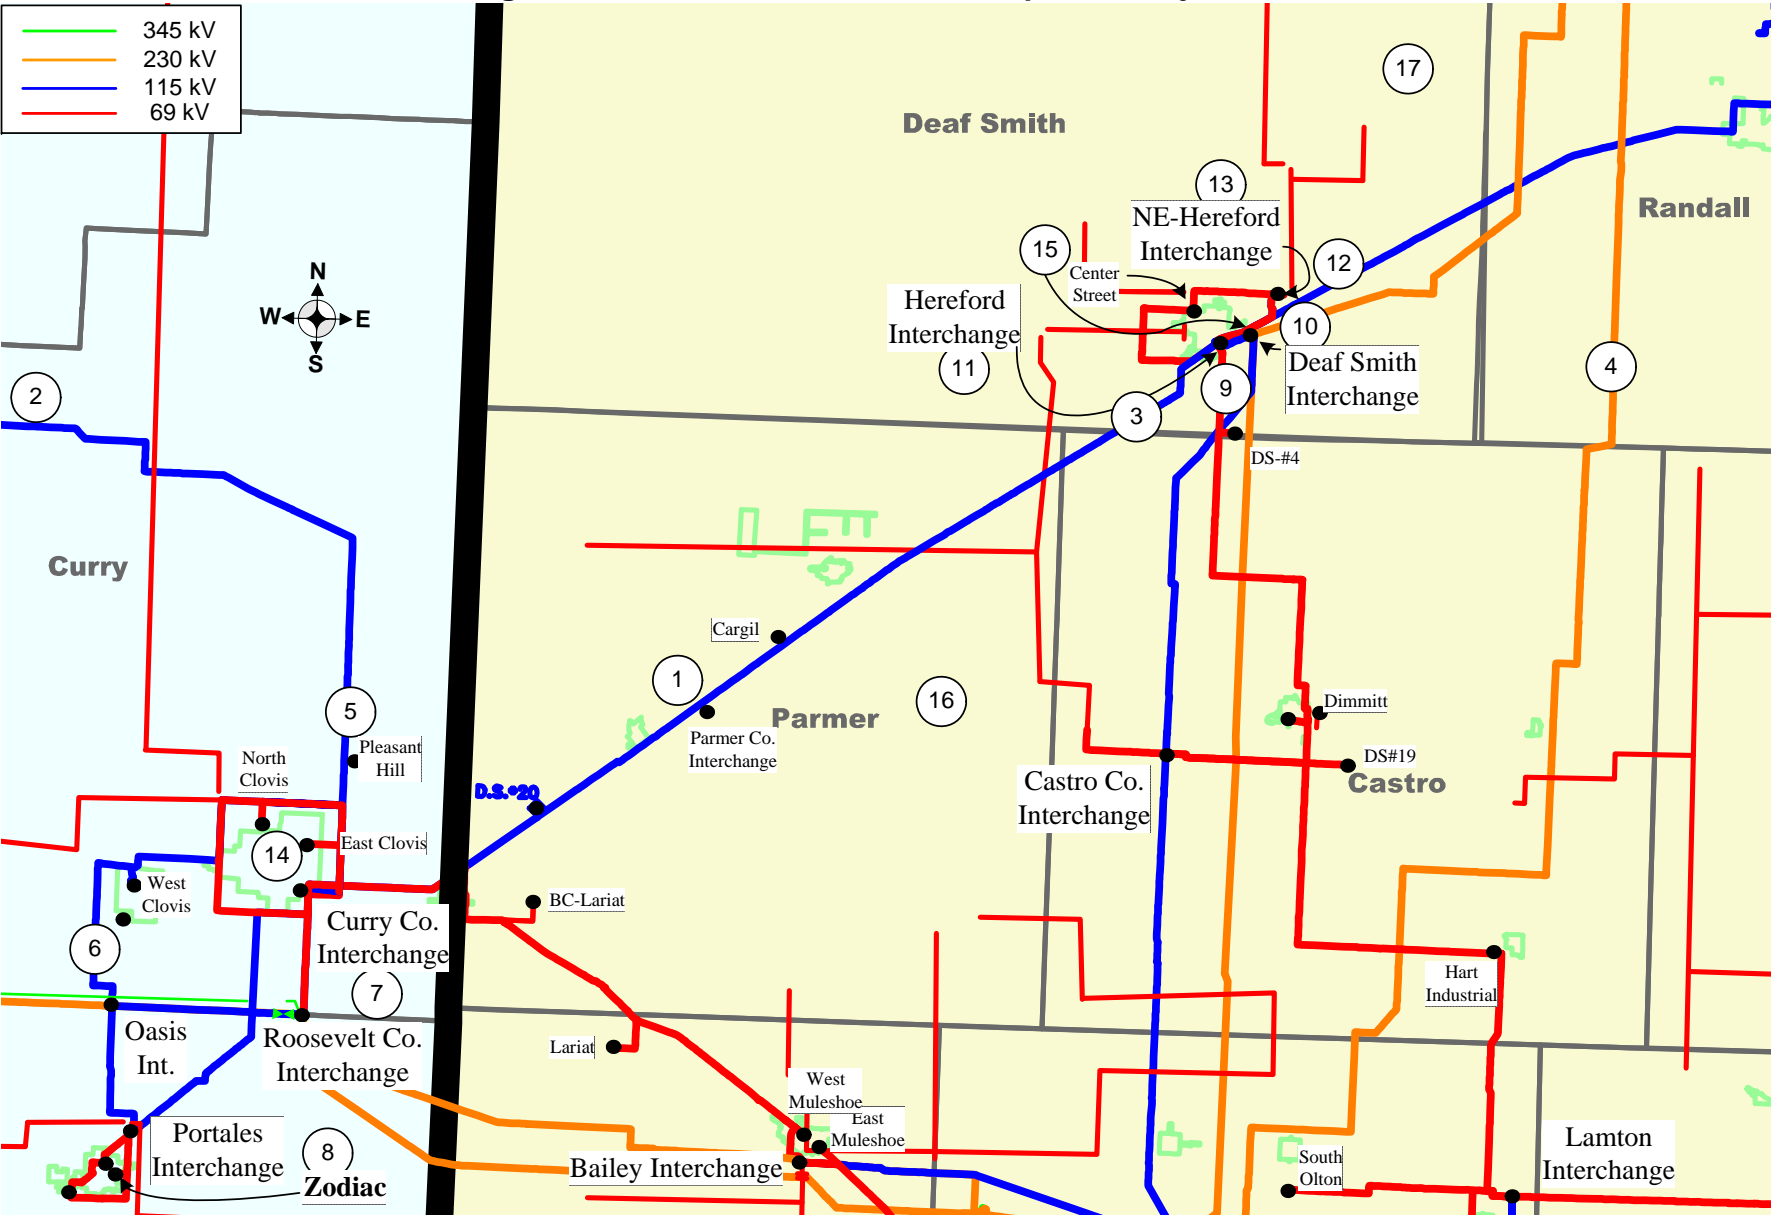 345 kV
230 kV
115 kV
69 kV
17
Deaf Smith
13
Randall
NE-Hereford
Interchange
15
12
Center
Street
N
W
E
S
Hereford
Interchange
10
11
Deaf Smith
Interchange
4
9
2
3
DS-#4
Curry
Cargil
1
16
Parmer
5
Dimmitt
Parmer Co.
Interchange
Pleasant
Hill
North
Clovis
DS#19
Castro
Castro Co.
Interchange
D.S.#20
East Clovis
14
West
Clovis
BC-Lariat
Curry Co.
Interchange
6
7
Hart
Industrial
Oasis
Int.
Roosevelt Co.
Interchange
Lariat
West
Muleshoe
East
Muleshoe
Portales
Interchange
8
Zodiac
Bailey Interchange
South
Olton
Lamton
Interchange